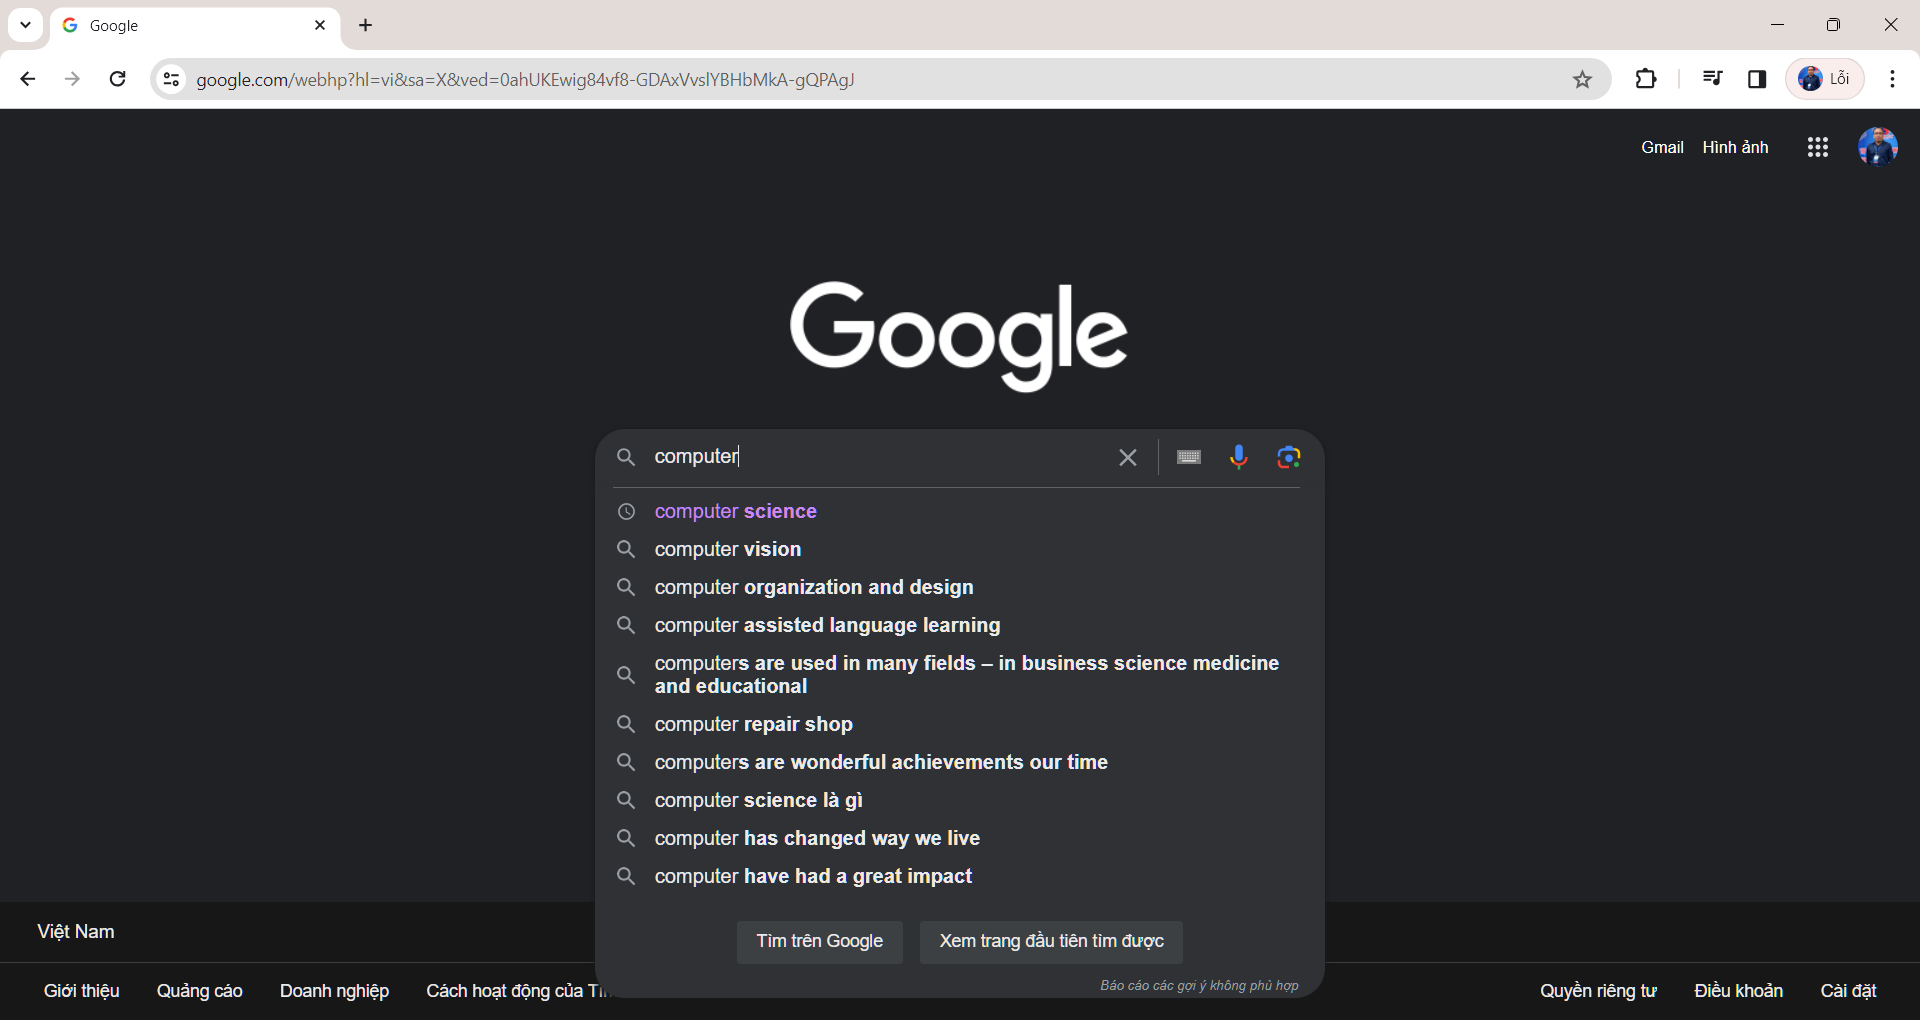 Google
google.com/webhp?hl=vi&sa=X&ved=0ahUKEwig84vf8-GDAxVvslYBHbMkA-gQPAgJ
Lỗi
Gmail Hình ảnh
Google
computer
computer science
computer vision
computer organization and design
computer assisted language learning
computers are used in many fields – in business science medicine
and educational
computer repair shop
computers are wonderful achievements our time
computer science là gì
computer has changed way we live
computer have had a great impact
Tìm trên Google Xem trang đầu tiên tìm được
Báo cáo các gợi ý không phù hợp
Việt Nam
Giới thiệu Quảng cáo Doanh nghiệp Cách hoạt động của Quyền riêng tư Điều khoản Cài đặt